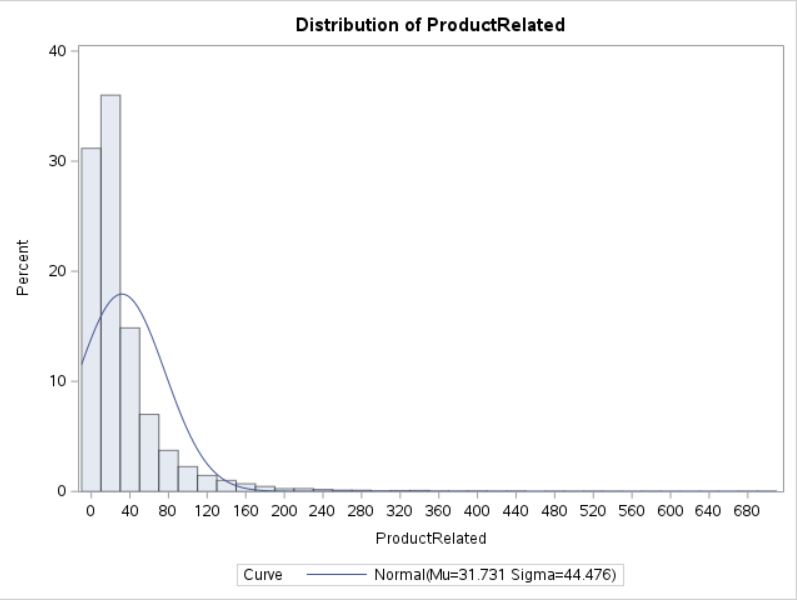 Distribution of ProductRelated
40
30
20
10
0
Percent
0 40 80 120 160 200 240 280 320 360 400 440 480 520 560 600 640 680
ProductRelated
Curve Normal(Mu=31.731 Sigma=44.476)